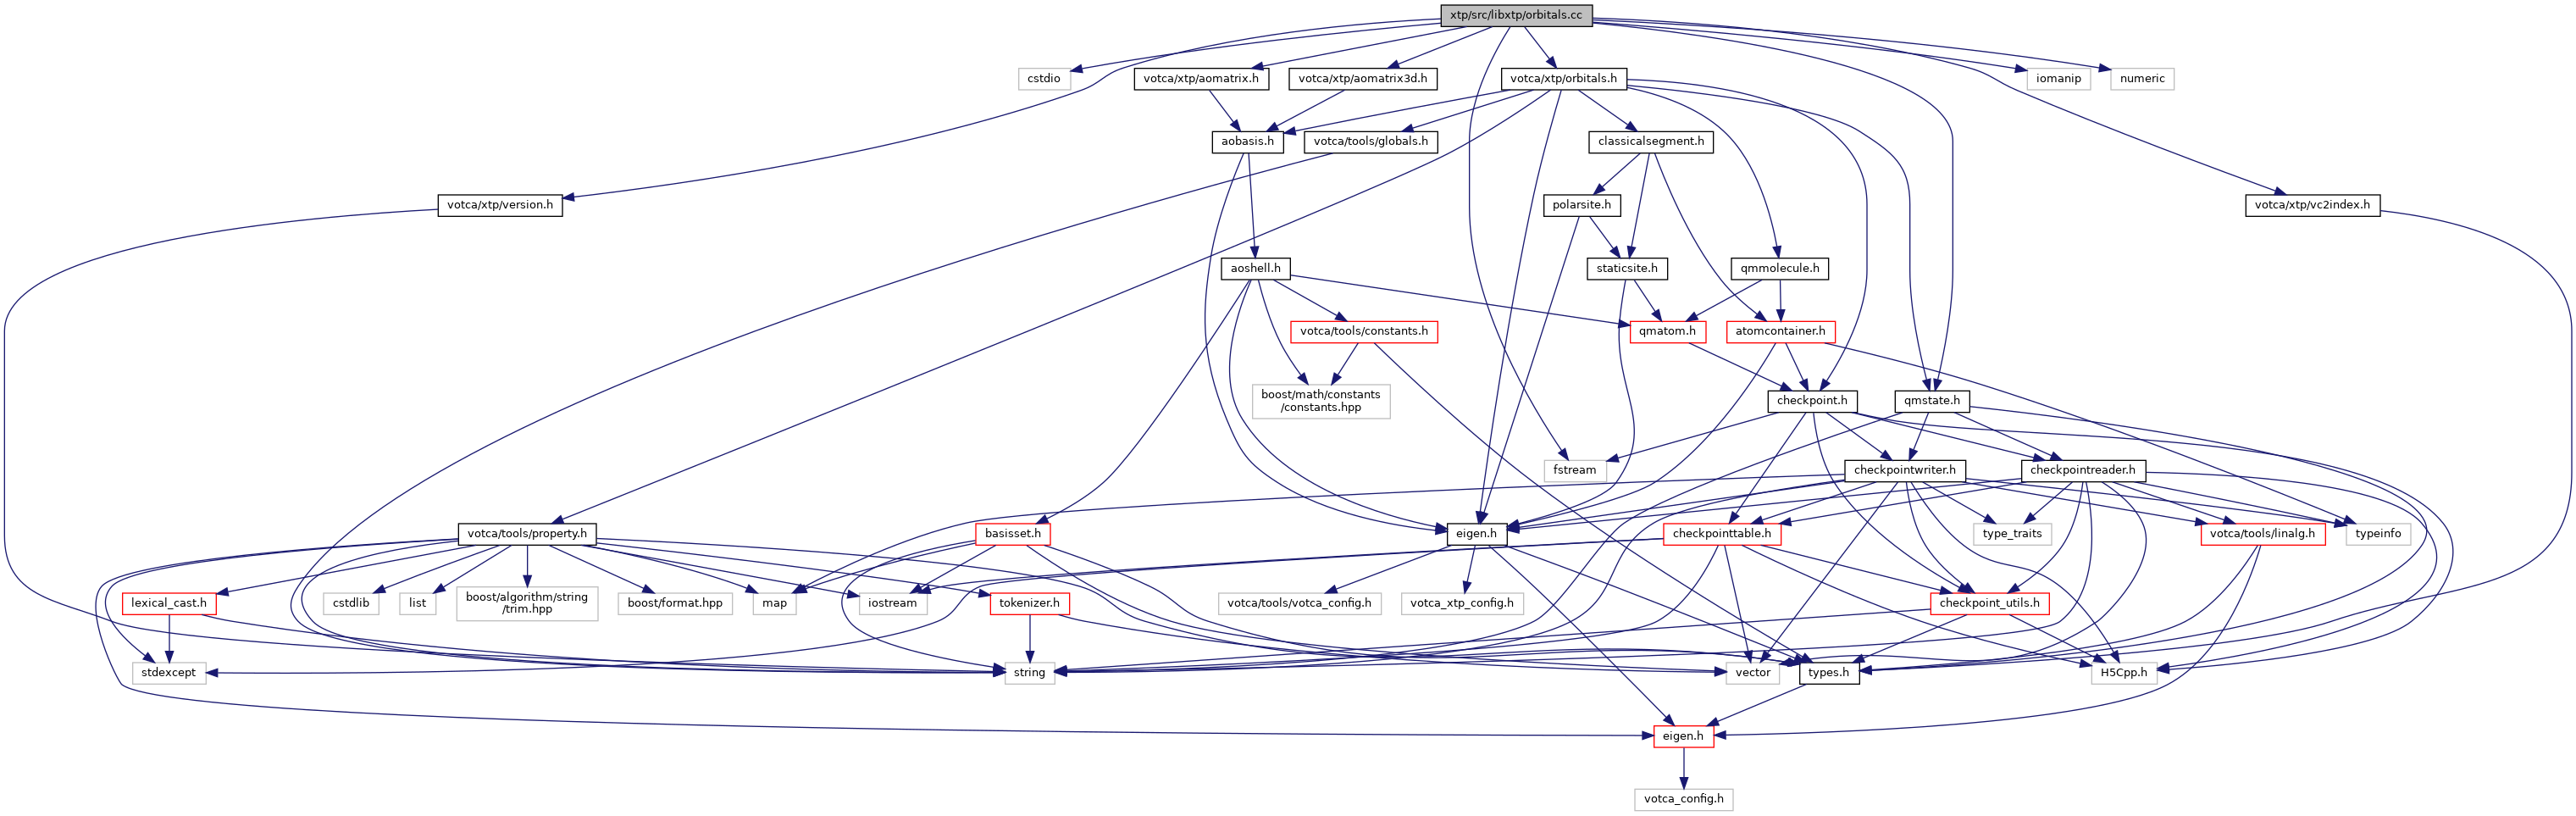 xtp/src/libxtp/orbitals.cc
cstdio
votca/xtp/aomatrix.h
votca/xtp/aomatrix3d.h
votca/xtp/orbitals.h
iomanip
numeric
aobasis.h
votca/tools/globals.h
classicalsegment.h
votca/xtp/version.h
polarsite.h
votca/xtp/vc2index.h
aoshell.h
staticsite.h
qmmolecule.h
votca/tools/constants.h
qmatom.h
atomcontainer.h
boost/math/constants
/constants.hpp
checkpoint.h
qmstate.h
fstream
checkpointwriter.h
checkpointreader.h
votca/tools/property.h
basisset.h
eigen.h
checkpointtable.h
type_traits
votca/tools/linalg.h
typeinfo
lexical_cast.h
cstdlib
list
boost/algorithm/string
/trim.hpp
boost/format.hpp
map
iostream
tokenizer.h
votca/tools/votca_config.h
votca_xtp_config.h
checkpoint_utils.h
stdexcept
string
vector
types.h
H5Cpp.h
eigen.h
votca_config.h